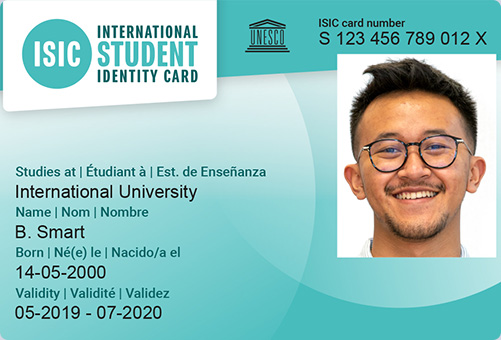 ISIC
INTERNATIONAL
STUDENT
IDENTITY CARD
UNESCO
ISIC card number
S 123 456 789 012 X
Studies at | Étudiant à | Est. de Enseñanza
International University
Name | Nom | Nombre
B. Smart
Born | Né(e) le | Nacido/a el
14-05-2000
Validity | Validité | Validez
05-2019 - 07-2020